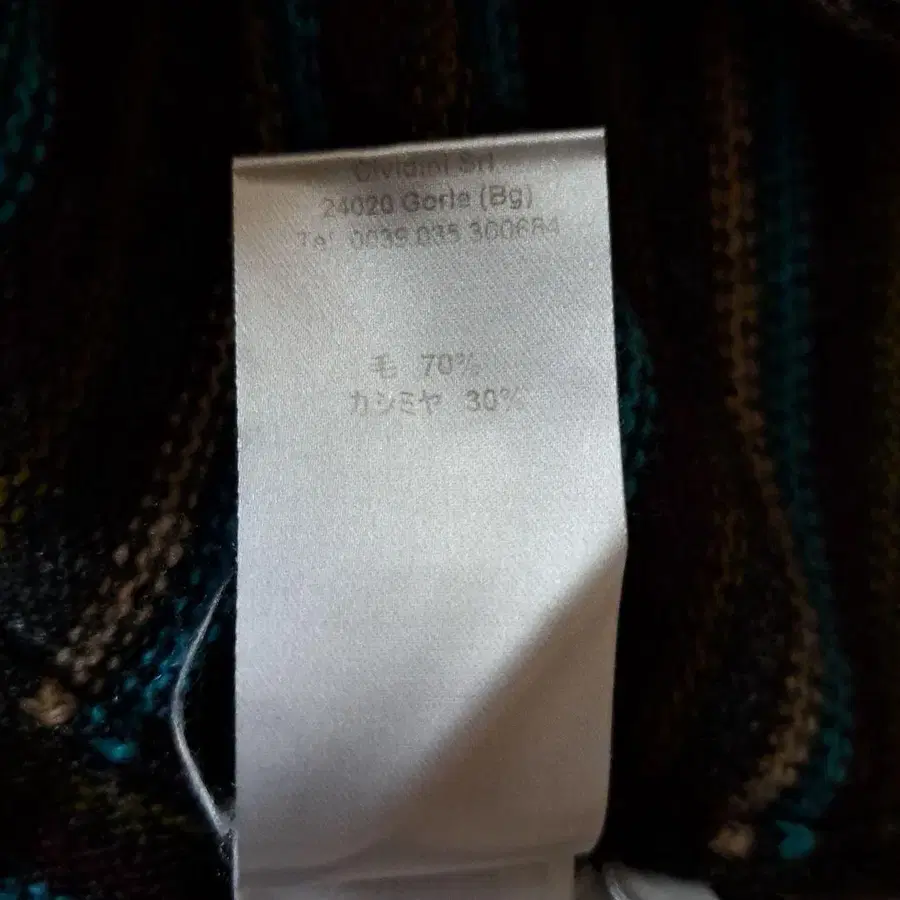 Cividini Srl
24020 Gorle (Bg)
Tel 0039 035 300684
毛 70%
カシミヤ 30%